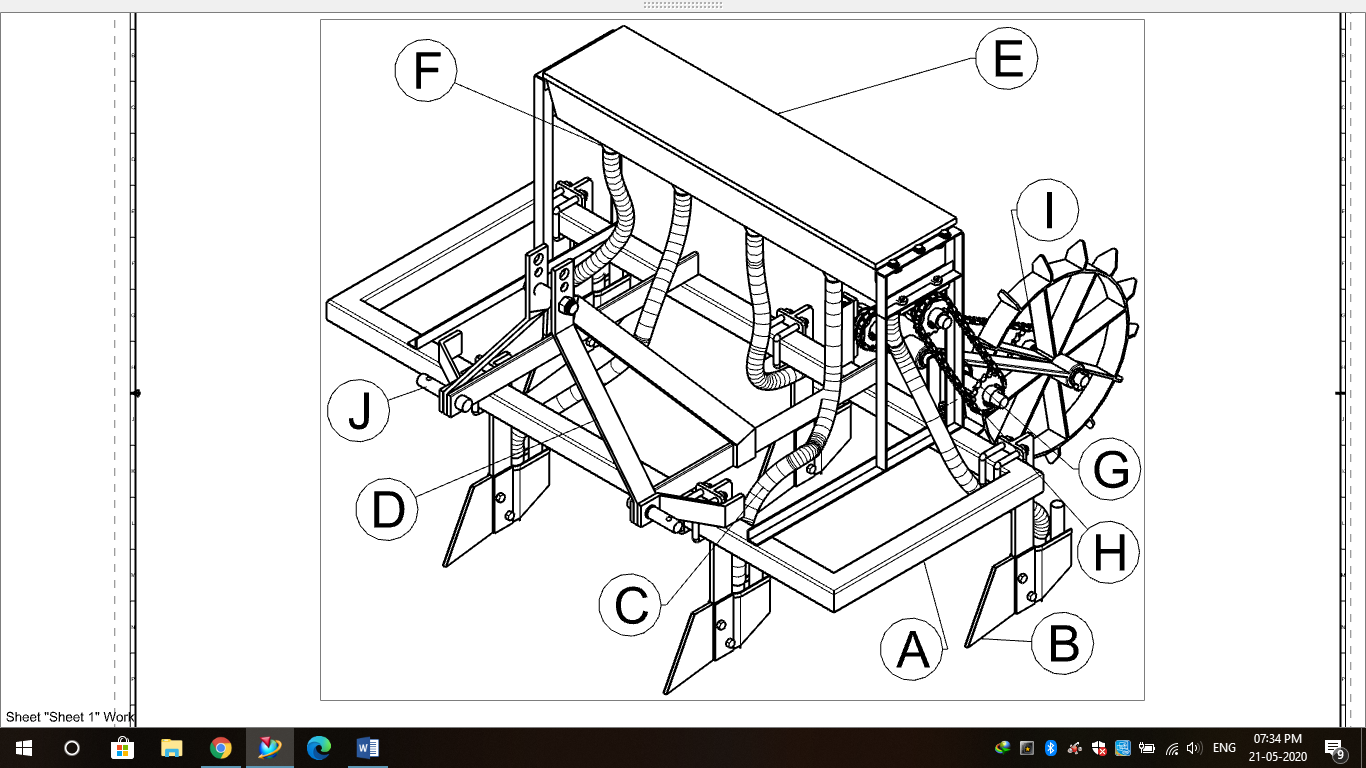 F
E
I
J
D
G
H
C
A
B
Sheet "Sheet 1" Work
ENG
07:34 PM
21-05-2020
9